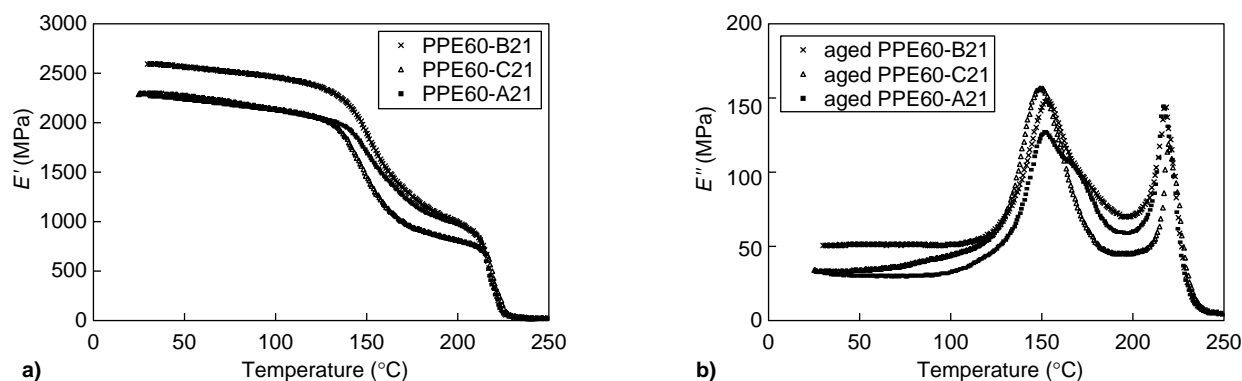 3000
2500
2000
1500
1000
500
0
E′ (MPa)
× PPE60-B21
△ PPE60-C21
▪ PPE60-A21
0 50 100 150 200 250
Temperature (°C)
a)
200
150
100
50
0
E″ (MPa)
× aged PPE60-B21
△ aged PPE60-C21
▪ aged PPE60-A21
0 50 100 150 200 250
Temperature (°C)
b)